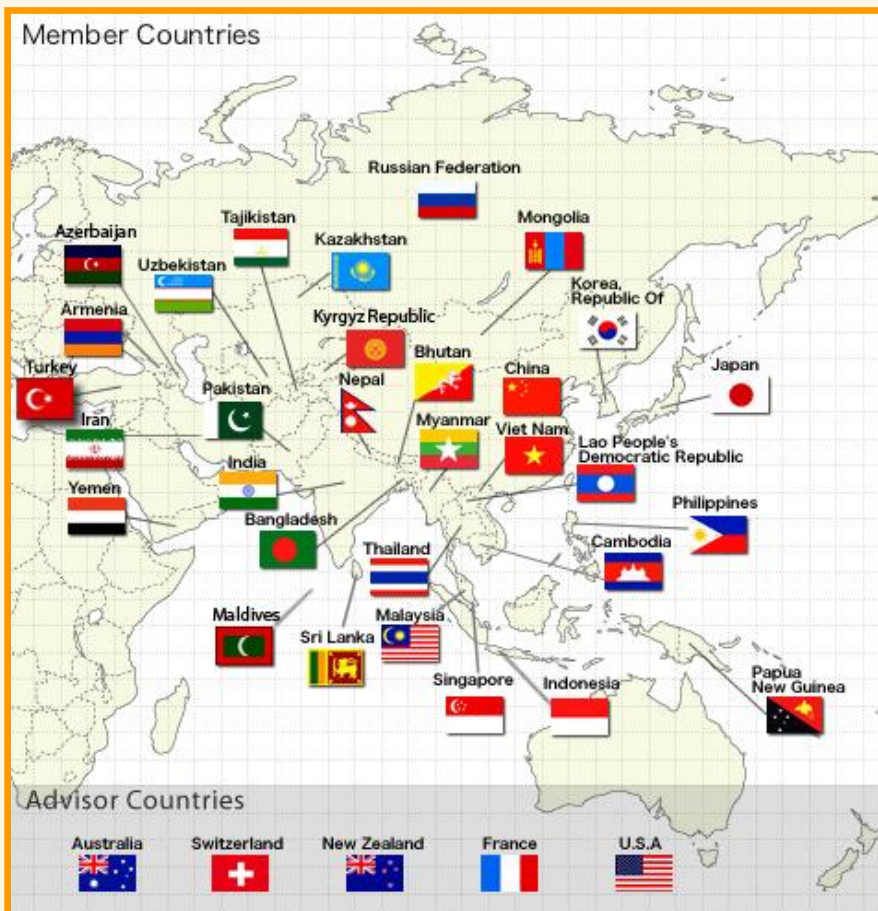 Member Countries
Russian Federation
Tajikistan
Mongolia
Azerbaijan
Kazakhstan
Uzbekistan
Korea,
Republic Of
Armenia
Kyrgyz Republic
Bhutan
Turkey
Pakistan
Nepal
China
Japan
Iran
Myanmar
Viet Nam
Lao People's
Democratic Republic
India
Yemen
Philippines
Bangladesh
Thailand
Cambodia
Maldives
Malaysia
Sri Lanka
Singapore
Indonesia
Papua
New Guinea
Advisor Countries
Australia
Switzerland
New Zealand
France
U.S.A